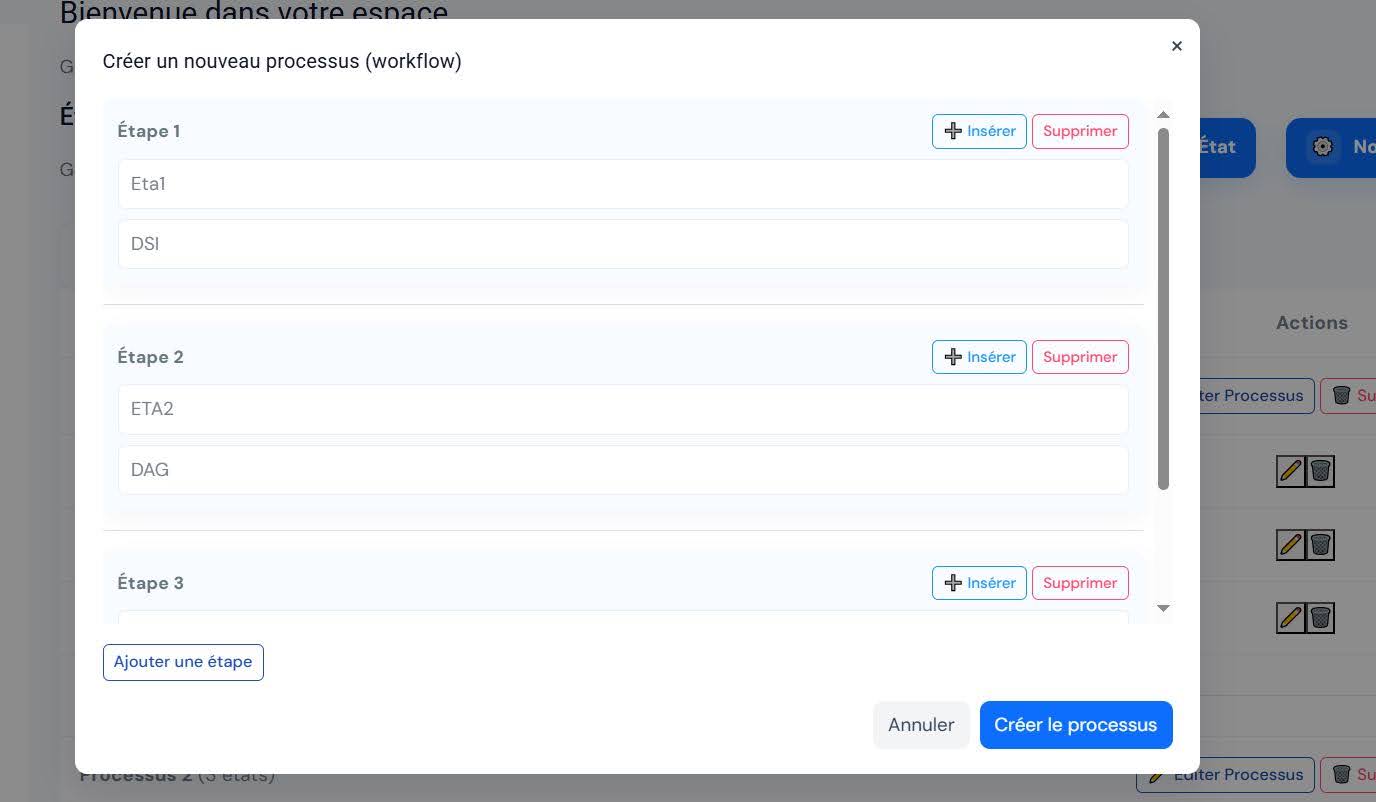 Bienvenue dans votre espace
Créer un nouveau processus (workflow)
×
G
É
Étape 1
Insérer
Supprimer
État
No
Eta1
G
DSI
Actions
Étape 2
Insérer
Supprimer
ter Processus
Su
ETA2
DAG
Étape 3
Insérer
Supprimer
Ajouter une étape
Annuler
Créer le processus
Processus 2 (3 états)
Éditer Processus
Su